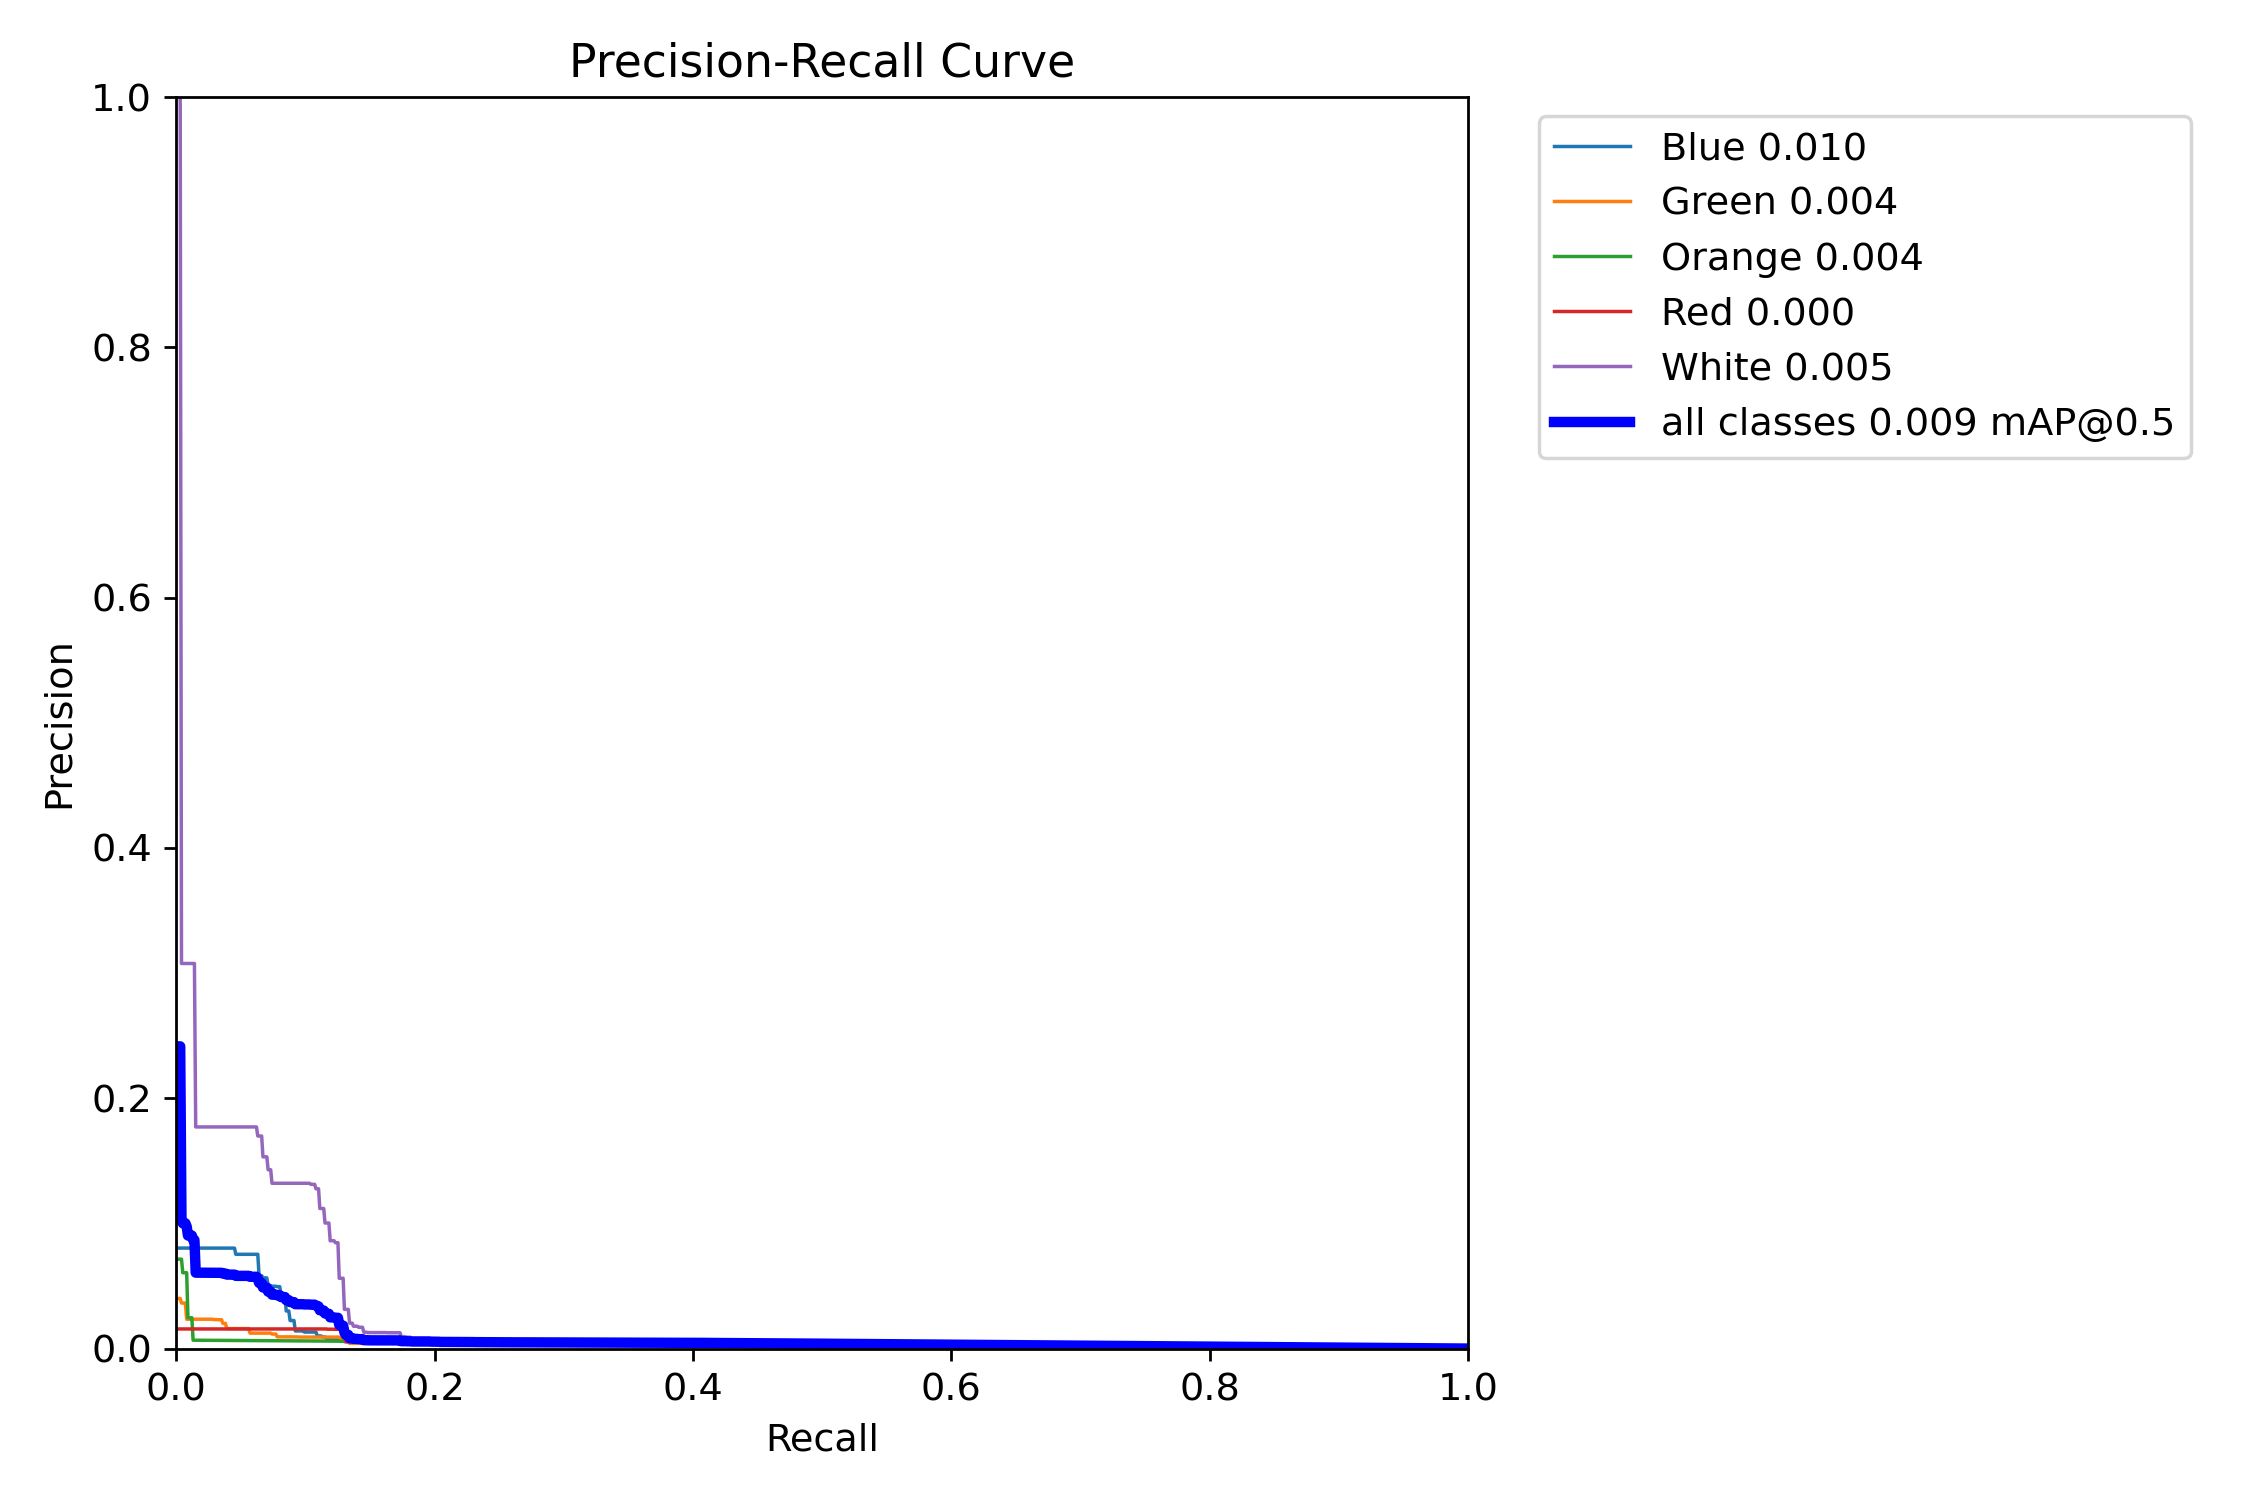 Precision-Recall Curve
1.0
0.8
0.6
0.4
0.2
0.0
Precision
0.0 0.2 0.4 0.6 0.8 1.0
Recall
Blue 0.010
Green 0.004
Orange 0.004
Red 0.000
White 0.005
all classes 0.009 mAP@0.5